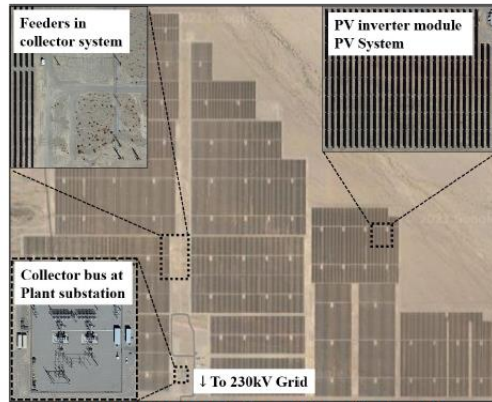 Feeders in
collector system
PV inverter module
PV System
Collector bus at
Plant substation
↓ To 230kV Grid